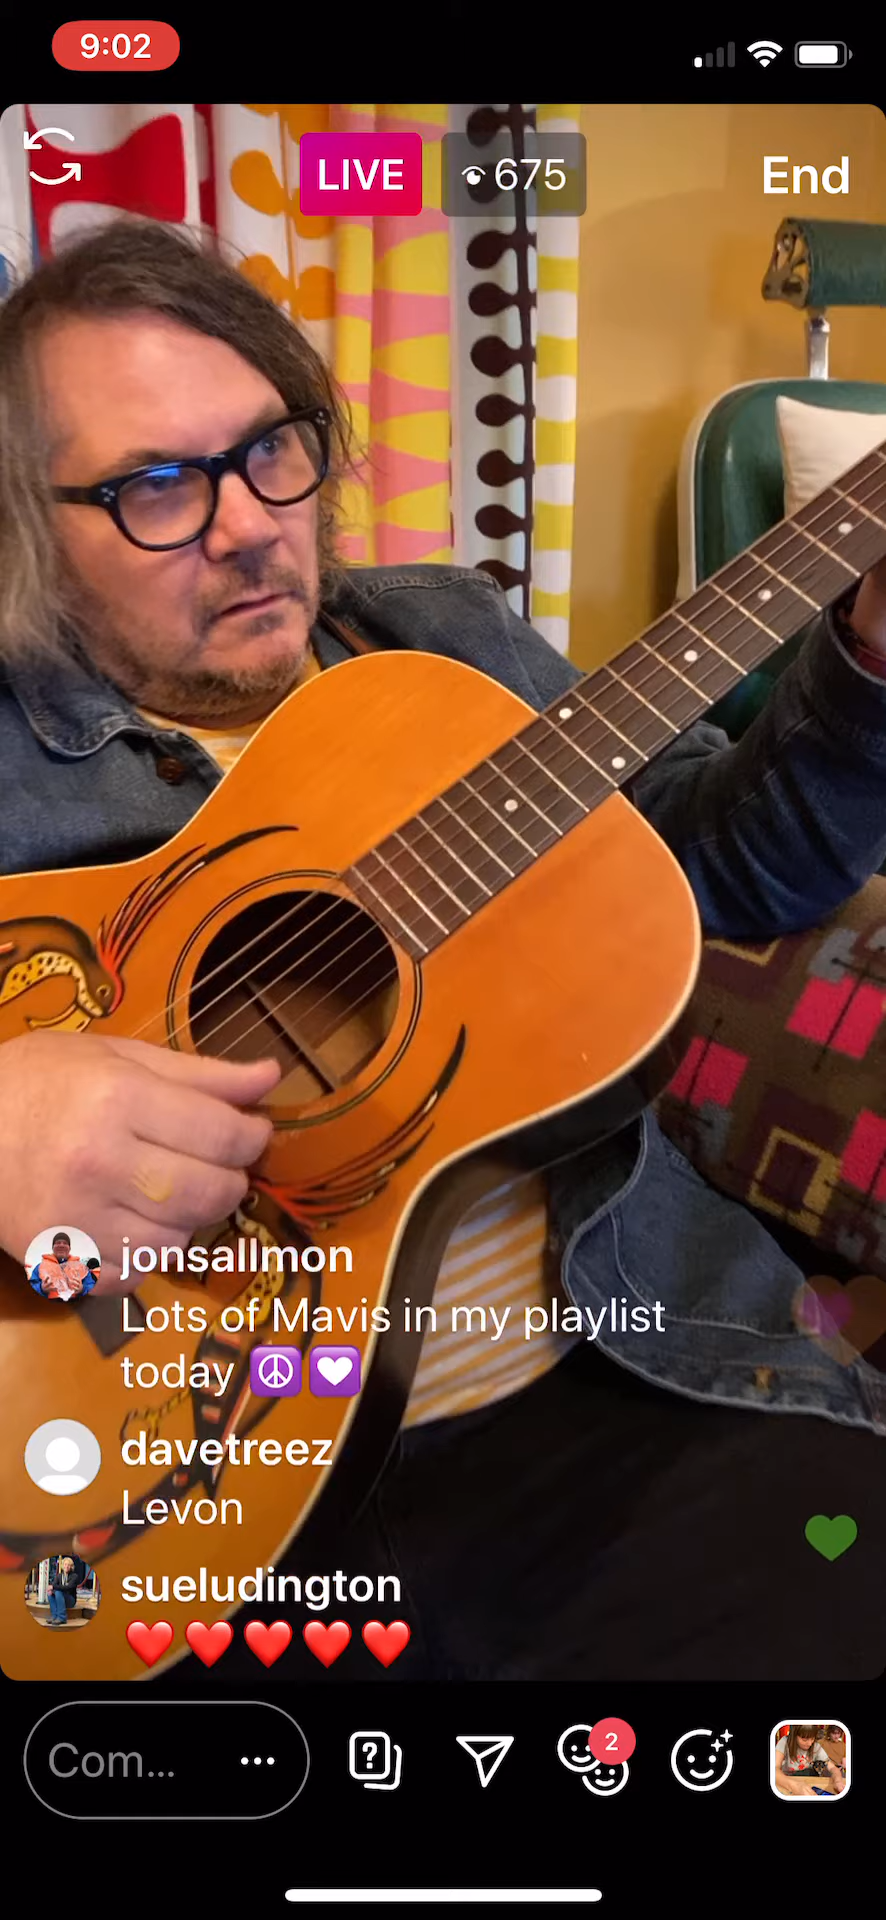 9:02
LIVE
675
End
jonsallmon
Lots of Mavis in my playlist
today ☮️💟
davetreez
Levon
sueludington
❤️❤️❤️❤️❤️
Com...
2